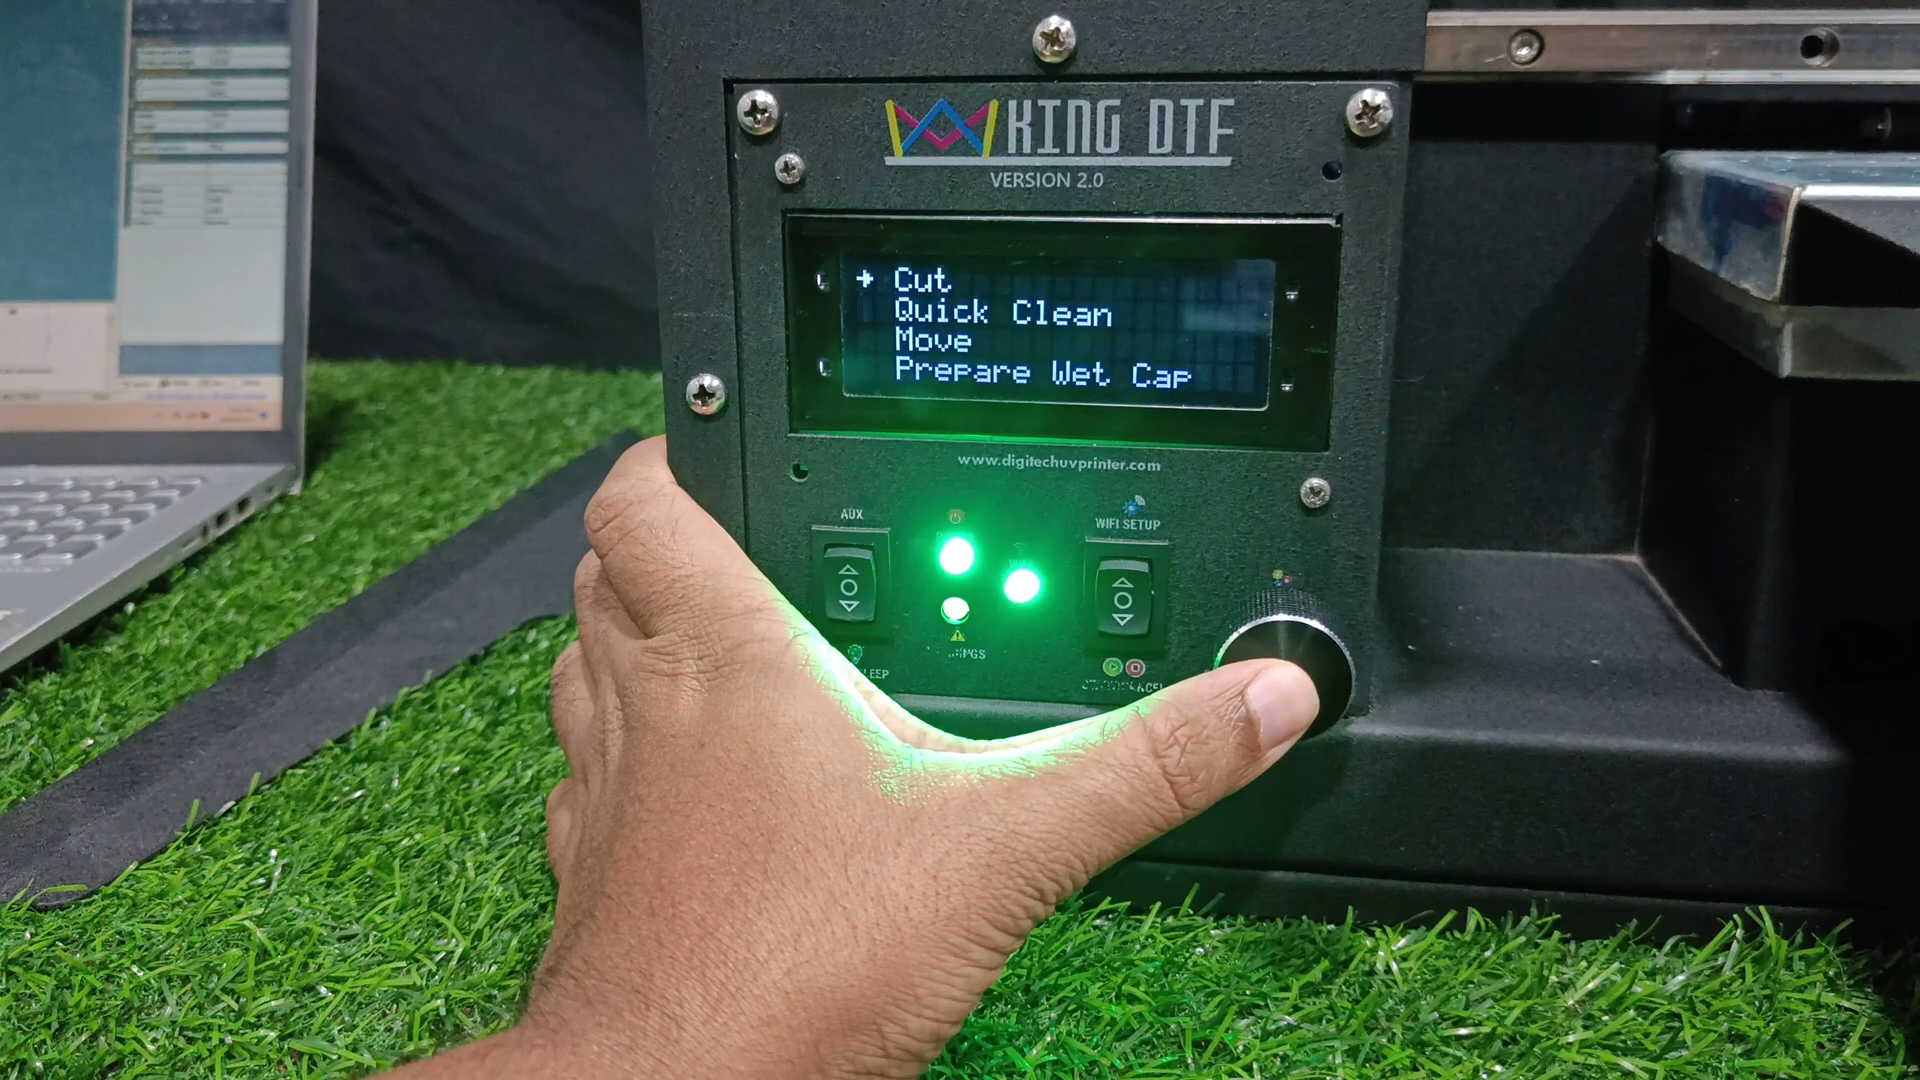 KING DTF
VERSION 2.0
Cut
Quick Clean
Move
Prepare Wet Cap
www.digitechuvprinter.com
AUX
WIFI SETUP